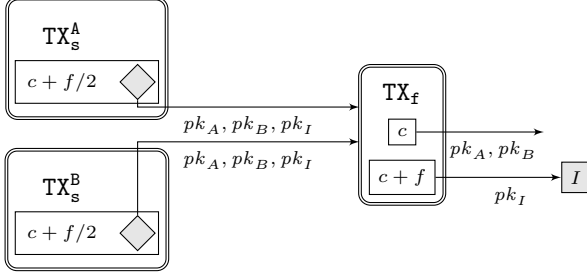 TX_s^A
c + f/2
pk_A, pk_B, pk_I
pk_A, pk_B, pk_I
TX_s^B
c + f/2
TX_f
c
pk_A, pk_B
c + f
pk_I
I